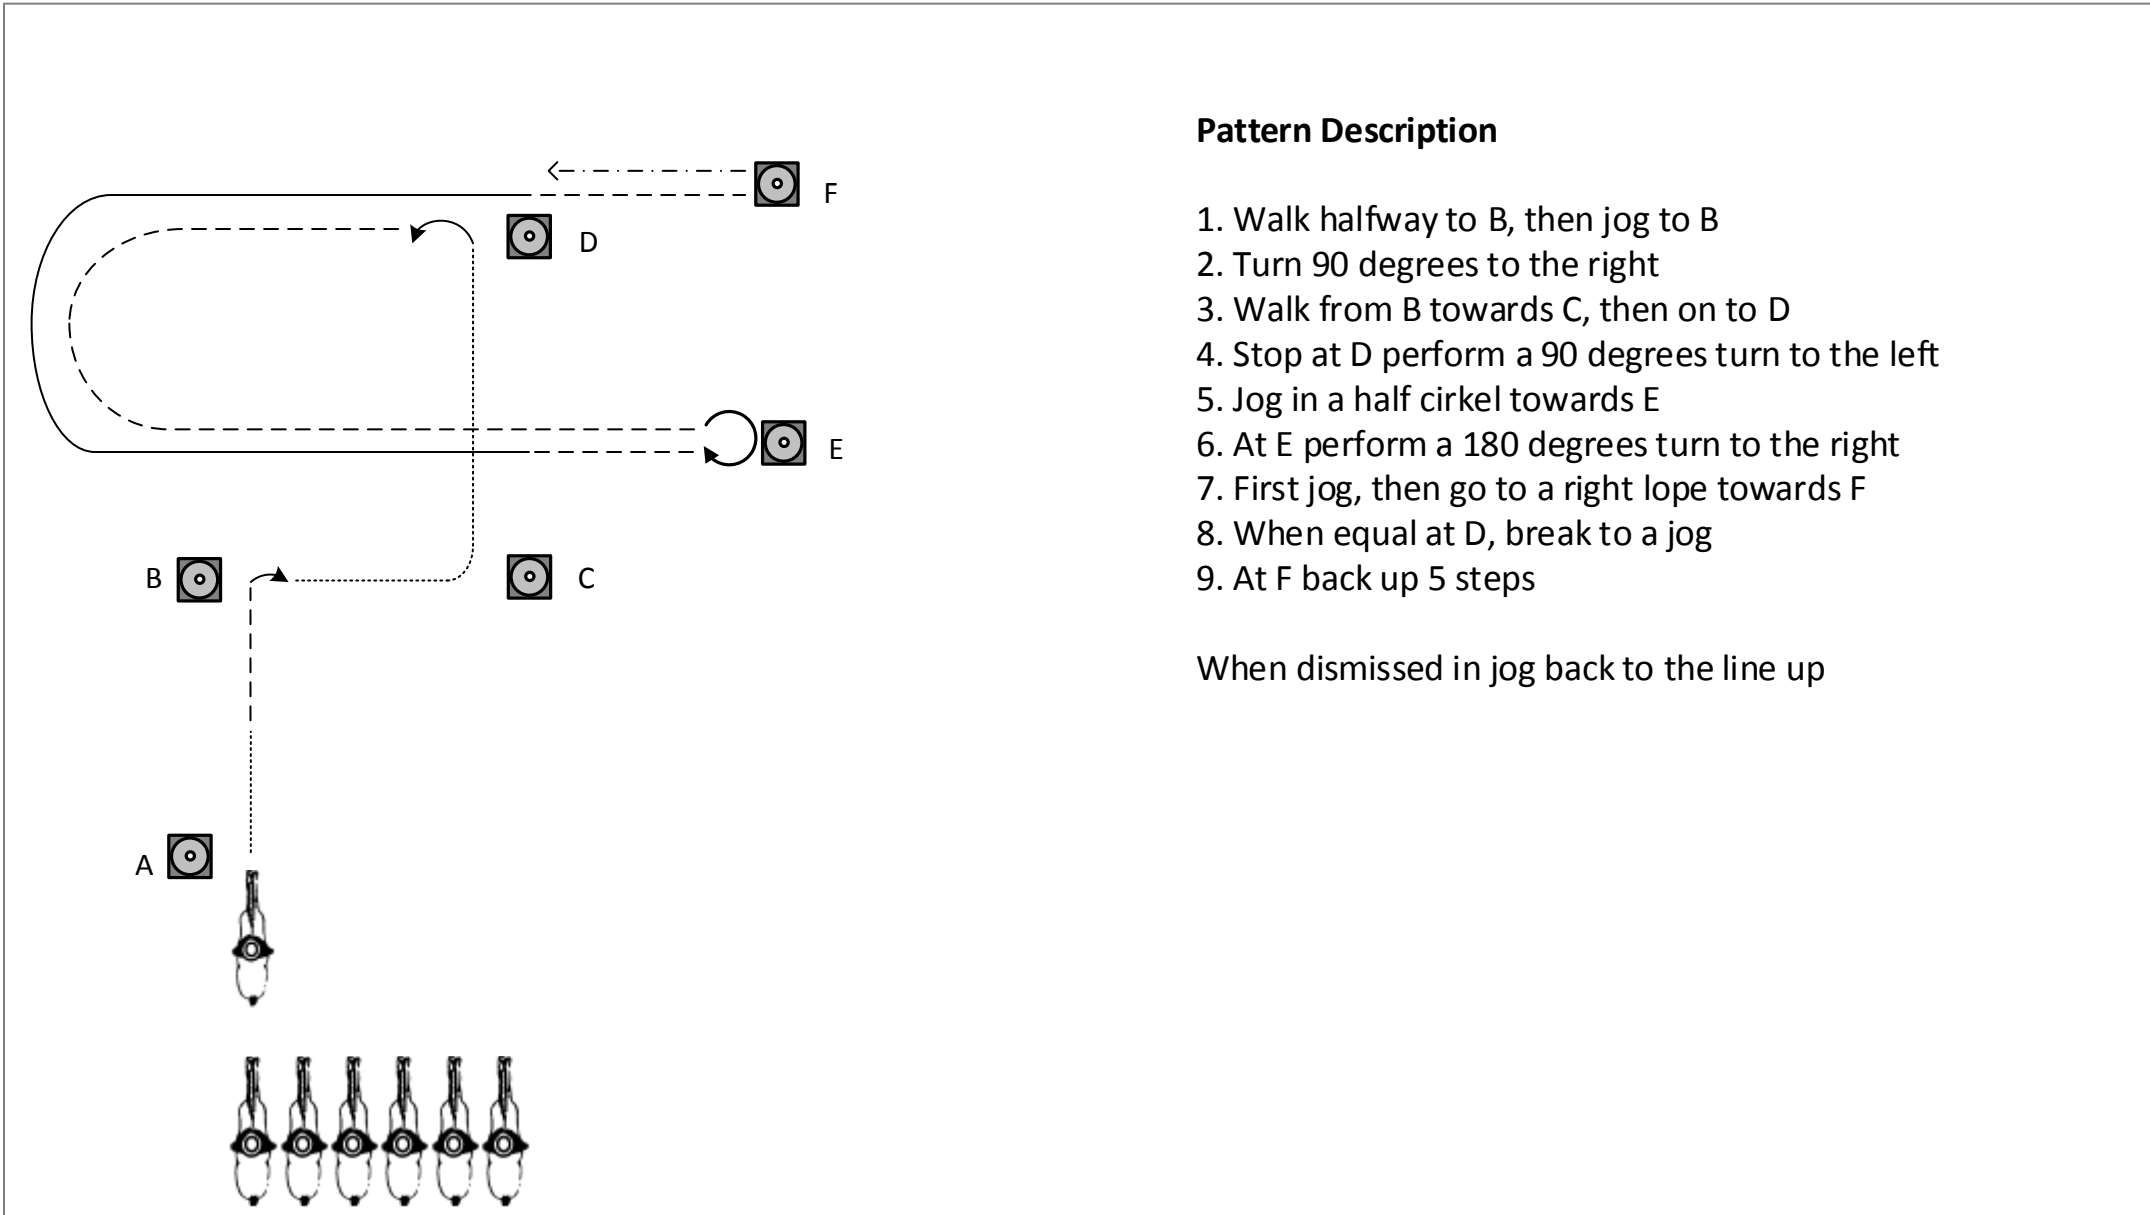 Pattern Description
1. Walk halfway to B, then jog to B
2. Turn 90 degrees to the right
3. Walk from B towards C, then on to D
4. Stop at D perform a 90 degrees turn to the left
5. Jog in a half cirkel towards E
6. At E perform a 180 degrees turn to the right
7. First jog, then go to a right lope towards F
8. When equal at D, break to a jog
9. At F back up 5 steps
When dismissed in jog back to the line up
F
D
E
B
C
A